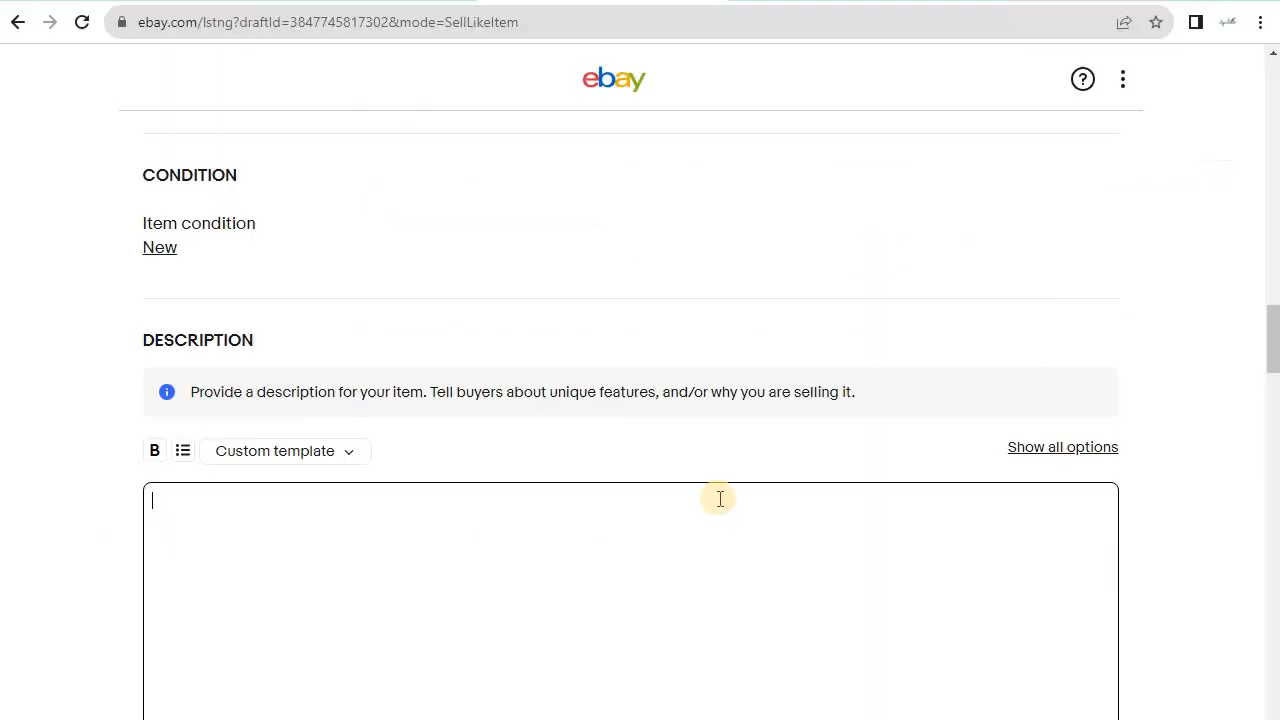 ebay.com/lstng?draftId=3847745817302&mode=SellLikeItem
ebay
CONDITION
Item condition
New
DESCRIPTION
Provide a description for your item. Tell buyers about unique features, and/or why you are selling it.
B Custom template Show all options